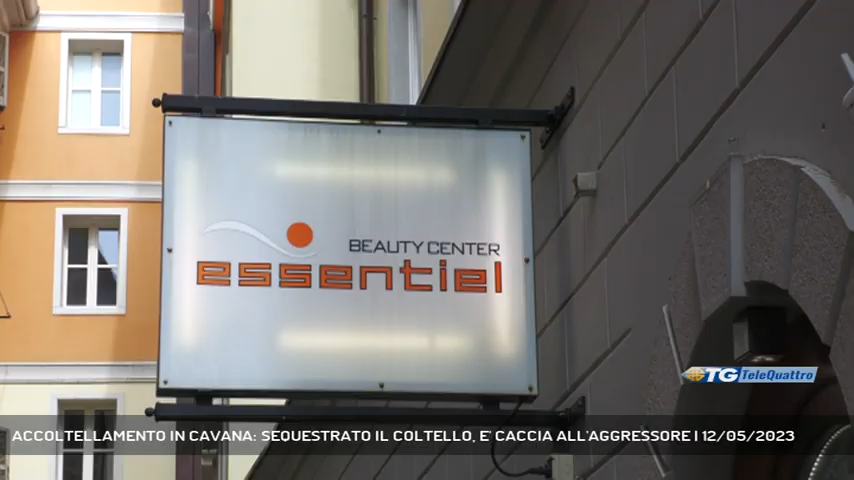 BEAUTY CENTER
essentiel
TG TeleQuattro
ACCOLTELLAMENTO IN CAVANA: SEQUESTRATO IL COLTELLO, E' CACCIA ALL'AGGRESSORE | 12/05/2023